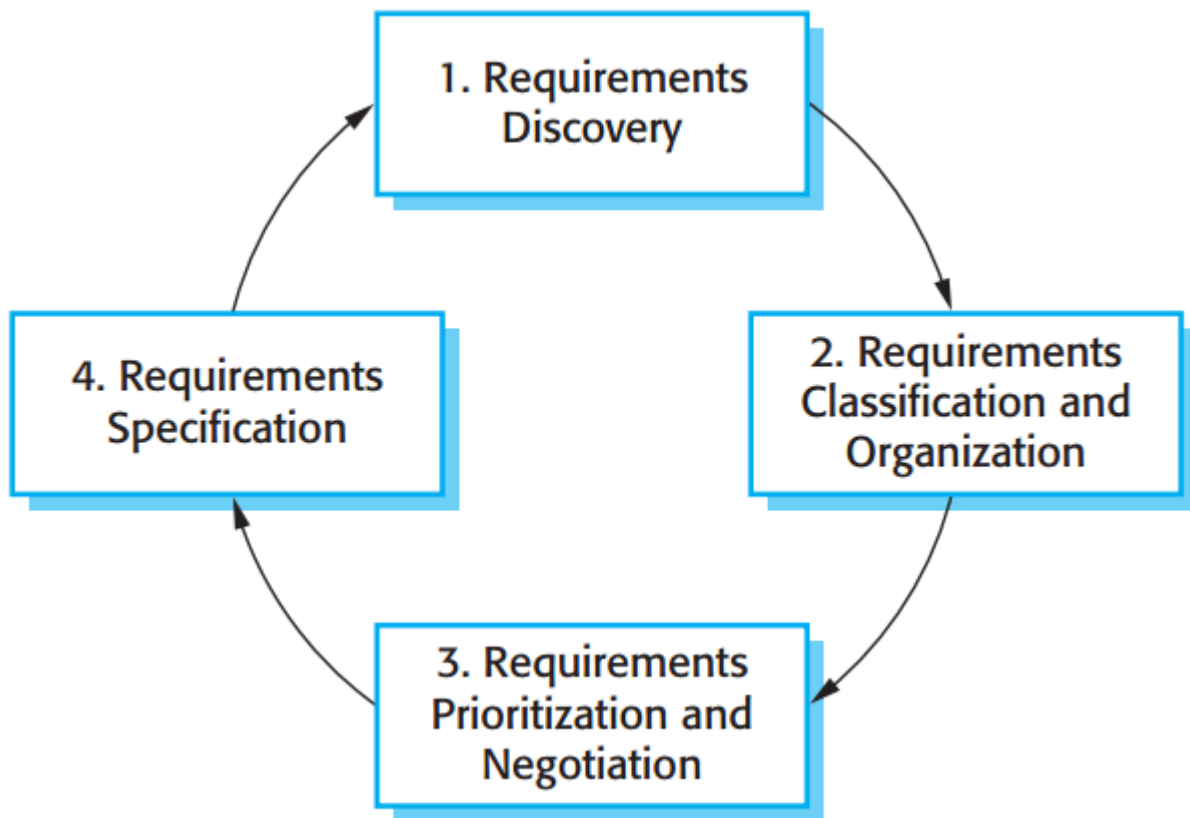 1. Requirements
Discovery
2. Requirements
Classification and
Organization
3. Requirements
Prioritization and
Negotiation
4. Requirements
Specification